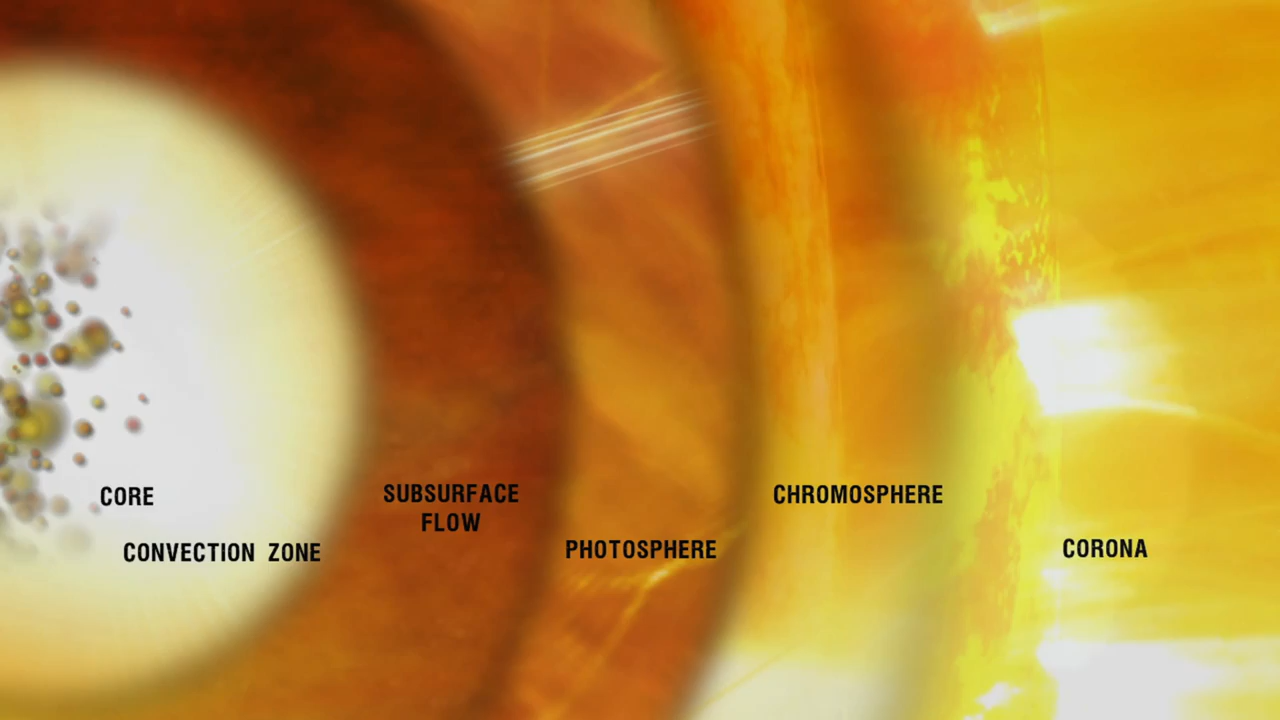 CORE
CONVECTION ZONE
SUBSURFACE
FLOW
PHOTOSPHERE
CHROMOSPHERE
CORONA